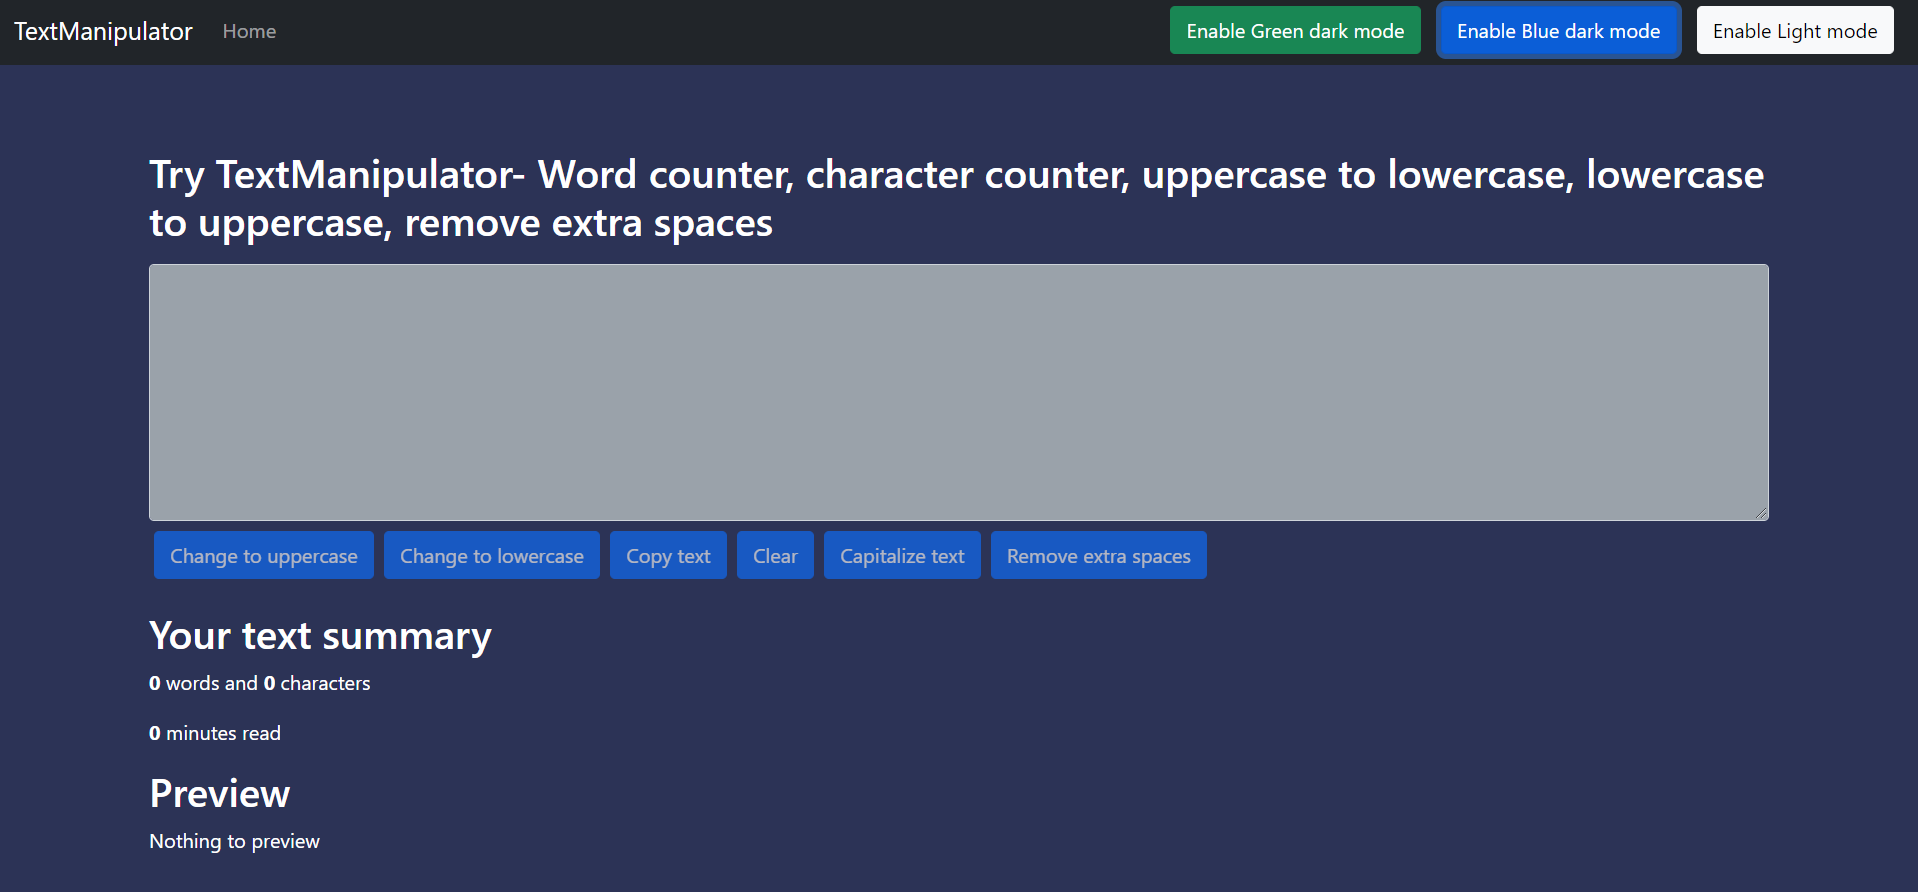 TextManipulator Home Enable Green dark mode Enable Blue dark mode Enable Light mode
Try TextManipulator- Word counter, character counter, uppercase to lowercase, lowercase
to uppercase, remove extra spaces
Change to uppercase Change to lowercase Copy text Clear Capitalize text Remove extra spaces
Your text summary
0 words and 0 characters
0 minutes read
Preview
Nothing to preview